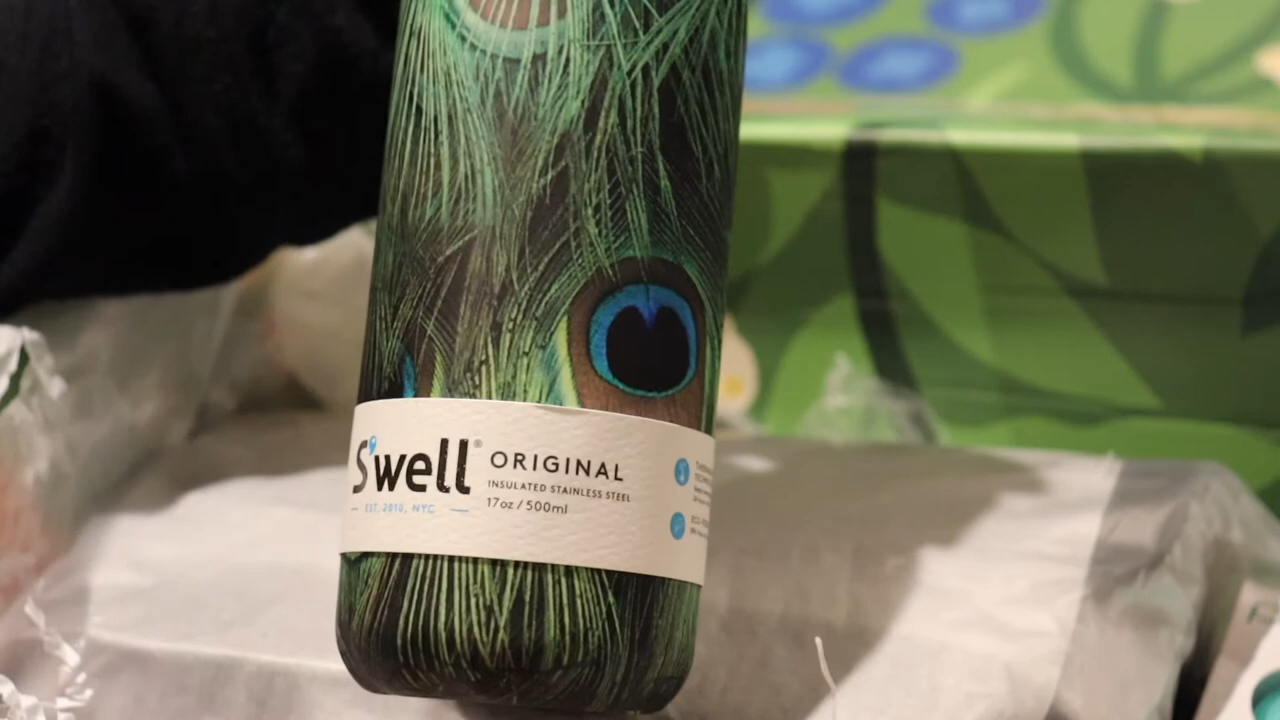 S'well®
EST. 2010, NYC
ORIGINAL
INSULATED STAINLESS STEEL
17oz / 500ml